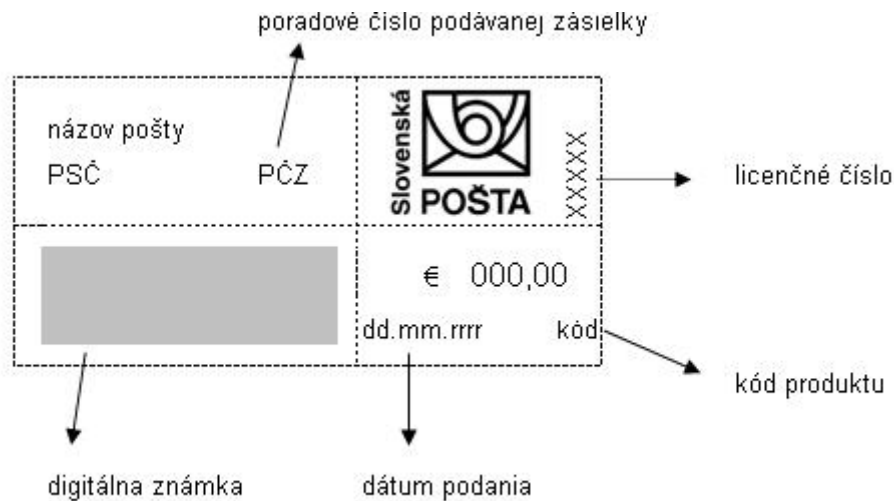 poradové číslo podávanej zásielky
názov pošty
PSČ PČZ
Slovenská
POŠTA
XXXXX
licenčné číslo
€ 000,00
dd.mm.rrrr kód
kód produktu
digitálna známka dátum podania